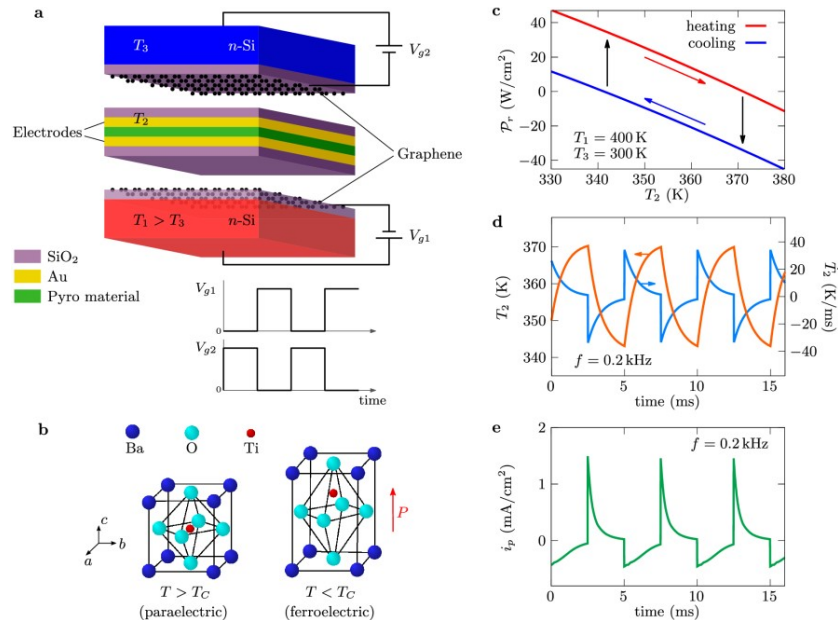 a
T3
n-Si
Vg2
T2
Electrodes
Graphene
T1 > T3
n-Si
Vg1
SiO2
Au
Pyro material
Vg1
0
Vg2
0
time
b
Ba
O
Ti
c
b
a
P
T > TC
(paraelectric)
T < TC
(ferroelectric)
c
heating
cooling
40
20
0
−20
−40
𝒫r (W/cm²)
T1 = 400 K
T3 = 300 K
330 340 350 360 370 380
T2 (K)
d
370
360
350
340
T2 (K)
40
20
0
−20
−40
Ṫ2 (K/ms)
f = 0.2 kHz
0 5 10 15
time (ms)
e
2
1
0
−1
ip (mA/cm²)
f = 0.2 kHz
0 5 10 15
time (ms)